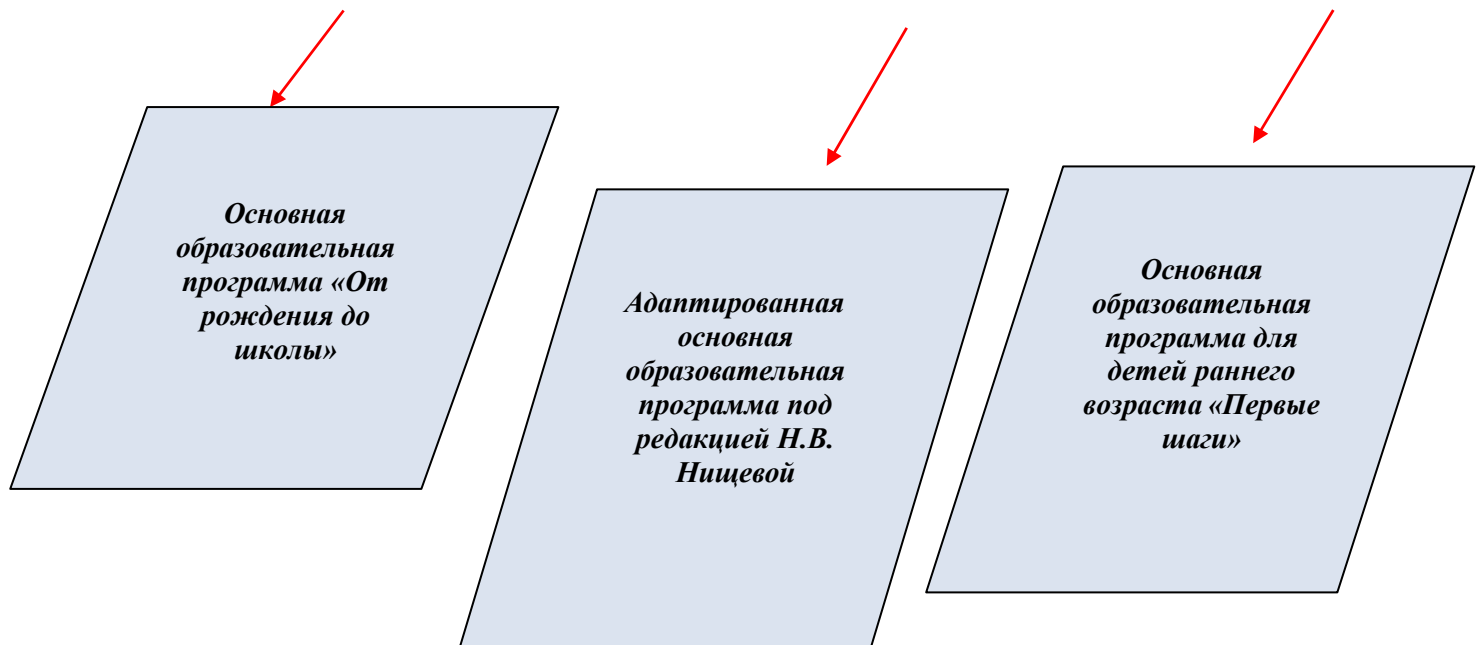 Основная
образовательная
программа «От
рождения до
школы»
Адаптированная
основная
образовательная
программа под
редакцией Н.В.
Нищевой
Основная
образовательная
программа для
детей раннего
возраста «Первые
шаги»